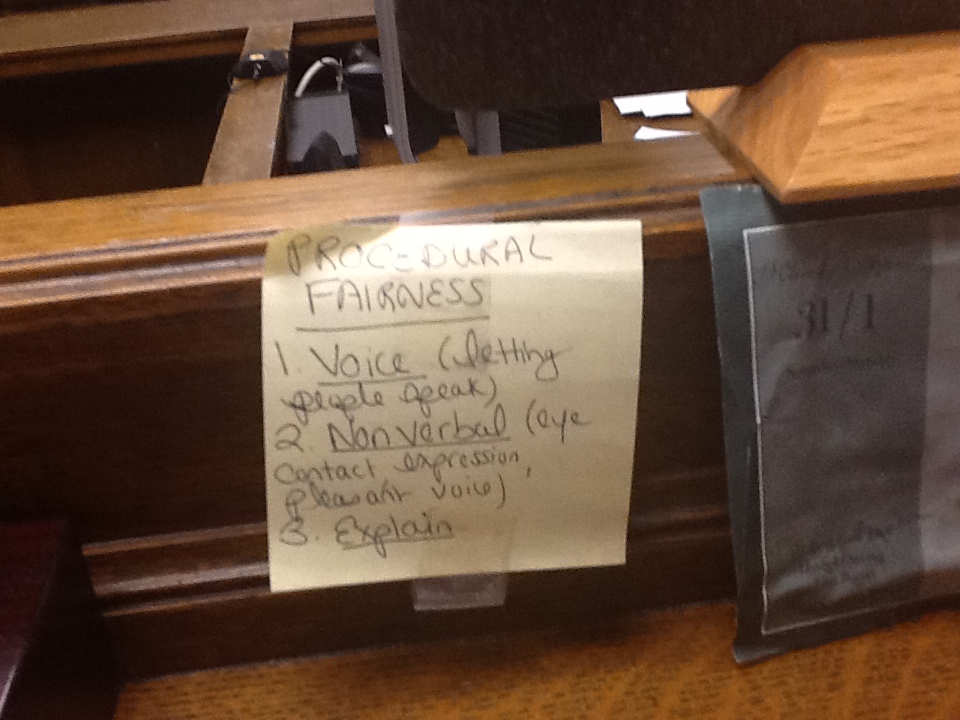 PROCEDURAL
FAIRNESS
1. Voice (letting
people speak)
2. Nonverbal (eye
contact expression,
pleasant voice)
3. Explain
31/1